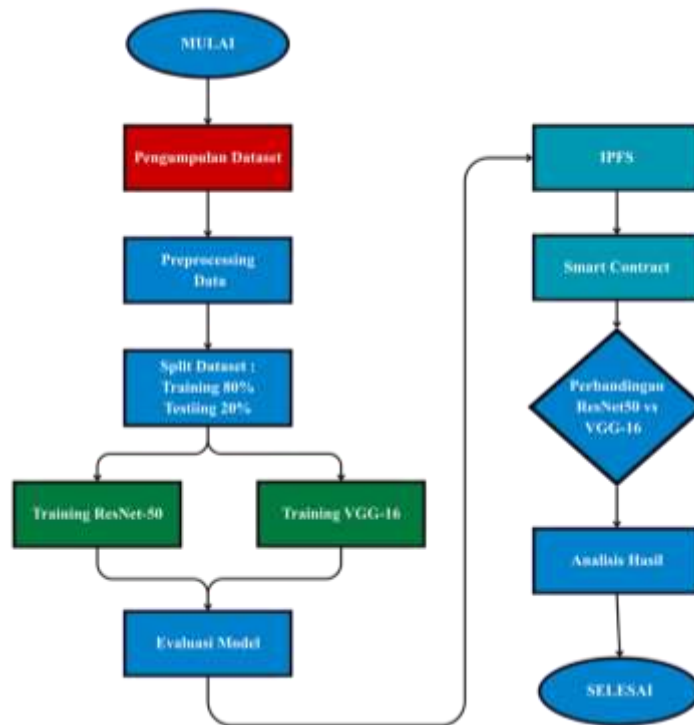 MULAI
Pengumpulan Dataset
Preprocessing
Data
Split Dataset :
Training 80%
Testiing 20%
Training ResNet-50
Training VGG-16
Evaluasi Model
IPFS
Smart Contract
Perbandingan
ResNet50 vs
VGG-16
Analisis Hasil
SELESAI